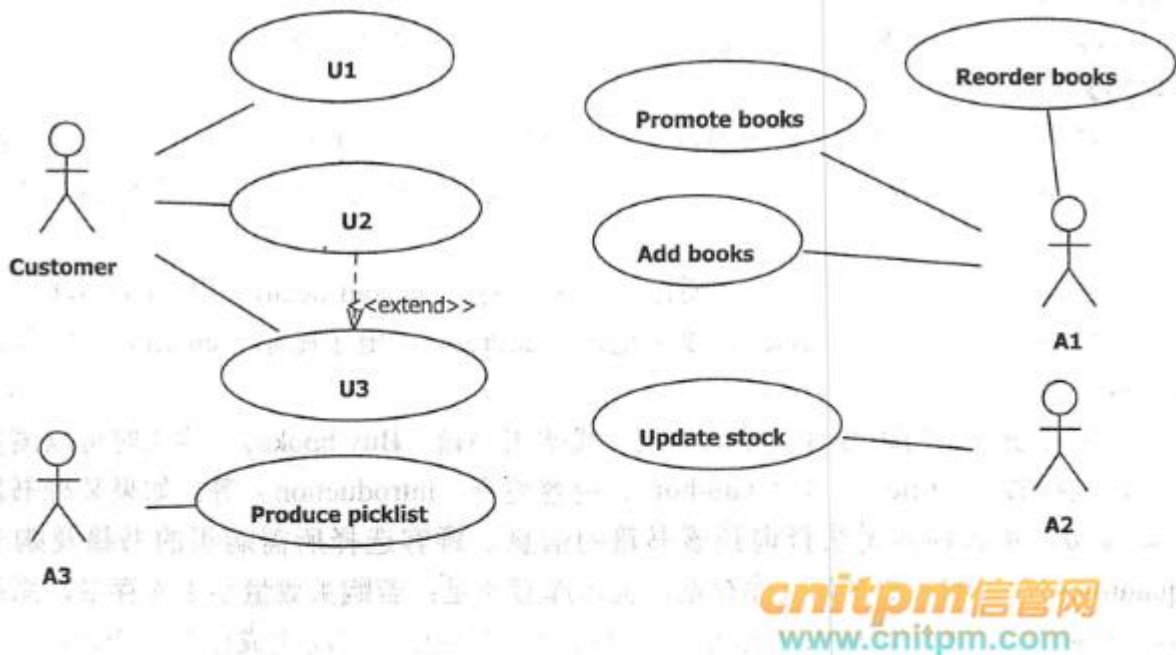 U1
Reorder books
Promote books
U2
Customer
Add books
<<extend>>
A1
U3
Update stock
Produce picklist
A2
A3
cnitpm信管网
www.cnitpm.com